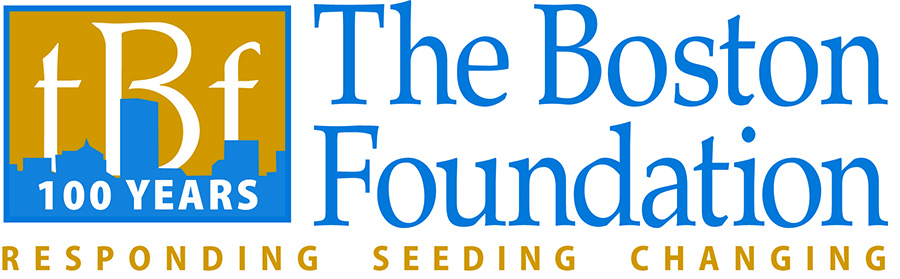 tBf
100 YEARS
The Boston
Foundation
RESPONDING SEEDING CHANGING